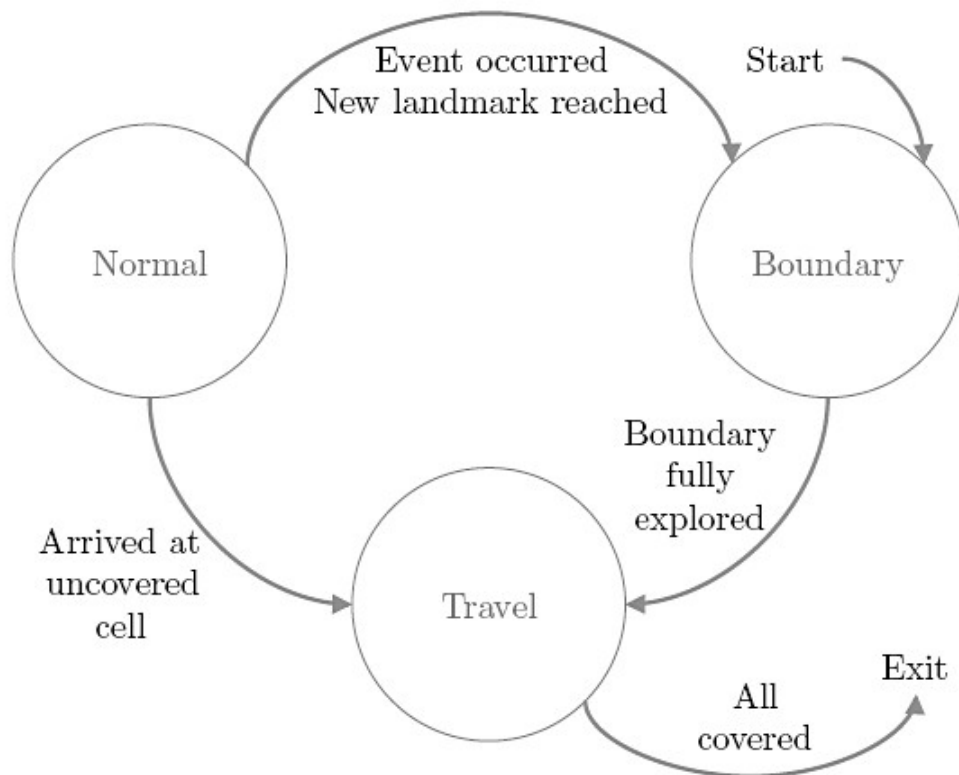 Event occurred
New landmark reached
Start
Normal
Boundary
Boundary
fully
explored
Arrived at
uncovered
cell
Travel
Exit
All
covered